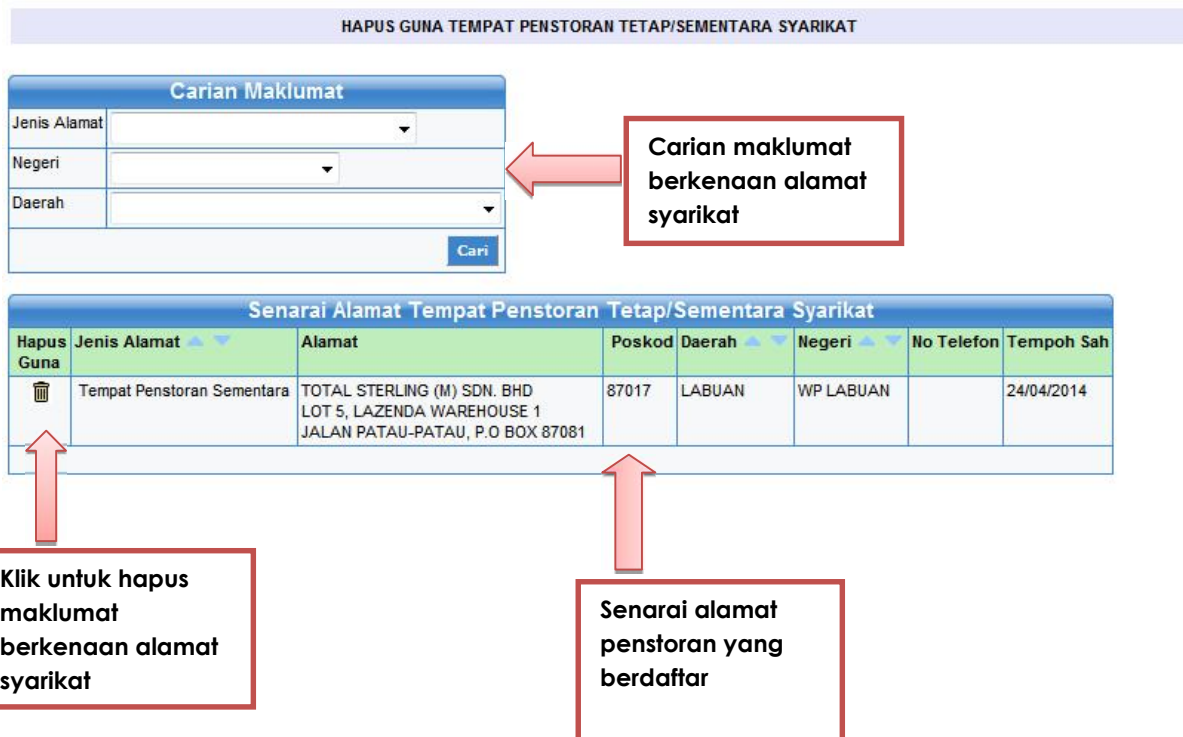 HAPUS GUNA TEMPAT PENSTORAN TETAP/SEMENTARA SYARIKAT
Carian Maklumat
Jenis Alamat
Negeri
Daerah
Cari
Carian maklumat
berkenaan alamat
syarikat
Senarai Alamat Tempat Penstoran Tetap/Sementara Syarikat
Hapus Guna Jenis Alamat Alamat Poskod Daerah Negeri No Telefon Tempoh Sah
Tempat Penstoran Sementara TOTAL STERLING (M) SDN. BHD 87017 LABUAN WP LABUAN 24/04/2014
LOT 5, LAZENDA WAREHOUSE 1
JALAN PATAU-PATAU, P.O BOX 87081
Klik untuk hapus
maklumat
berkenaan alamat
syarikat
Senarai alamat
penstoran yang
berdaftar